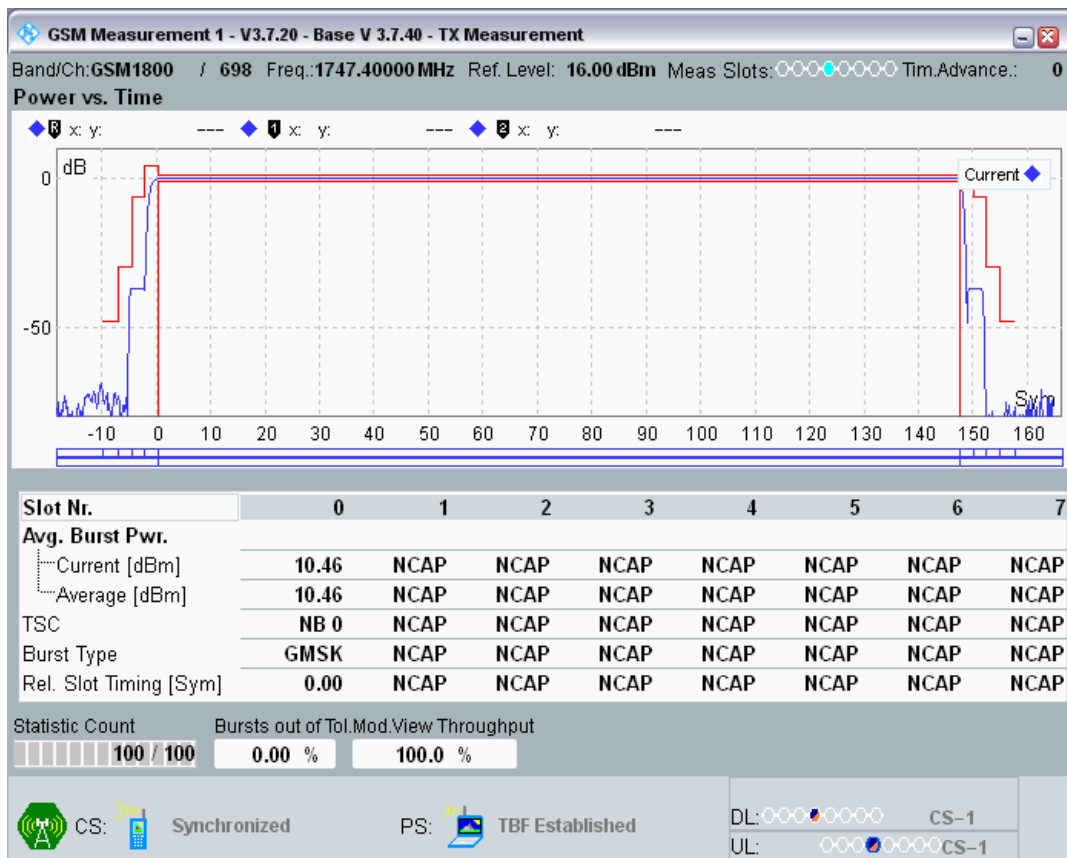 GSM Measurement 1 - V3.7.20 - Base V 3.7.40 - TX Measurement
Band/Ch:GSM1800 / 698 Freq.:1747.40000 MHz Ref. Level: 16.00 dBm Meas Slots: Tim.Advance.: 0
Power vs. Time
R x: y: --- 1 x: y: --- 2 x: y: ---
dB
Current
0
-50
Sym
-10 0 10 20 30 40 50 60 70 80 90 100 110 120 130 140 150 160
Slot Nr. 0 1 2 3 4 5 6 7
Avg. Burst Pwr.
Current [dBm] 10.46 NCAP NCAP NCAP NCAP NCAP NCAP NCAP
Average [dBm] 10.46 NCAP NCAP NCAP NCAP NCAP NCAP NCAP
TSC NB 0 NCAP NCAP NCAP NCAP NCAP NCAP NCAP
Burst Type GMSK NCAP NCAP NCAP NCAP NCAP NCAP NCAP
Rel. Slot Timing [Sym] 0.00 NCAP NCAP NCAP NCAP NCAP NCAP NCAP
Statistic Count Bursts out of Tol.Mod.View Throughput
100 / 100 0.00 % 100.0 %
CS: Synchronized PS: TBF Established
DL: CS-1
UL: CS-1